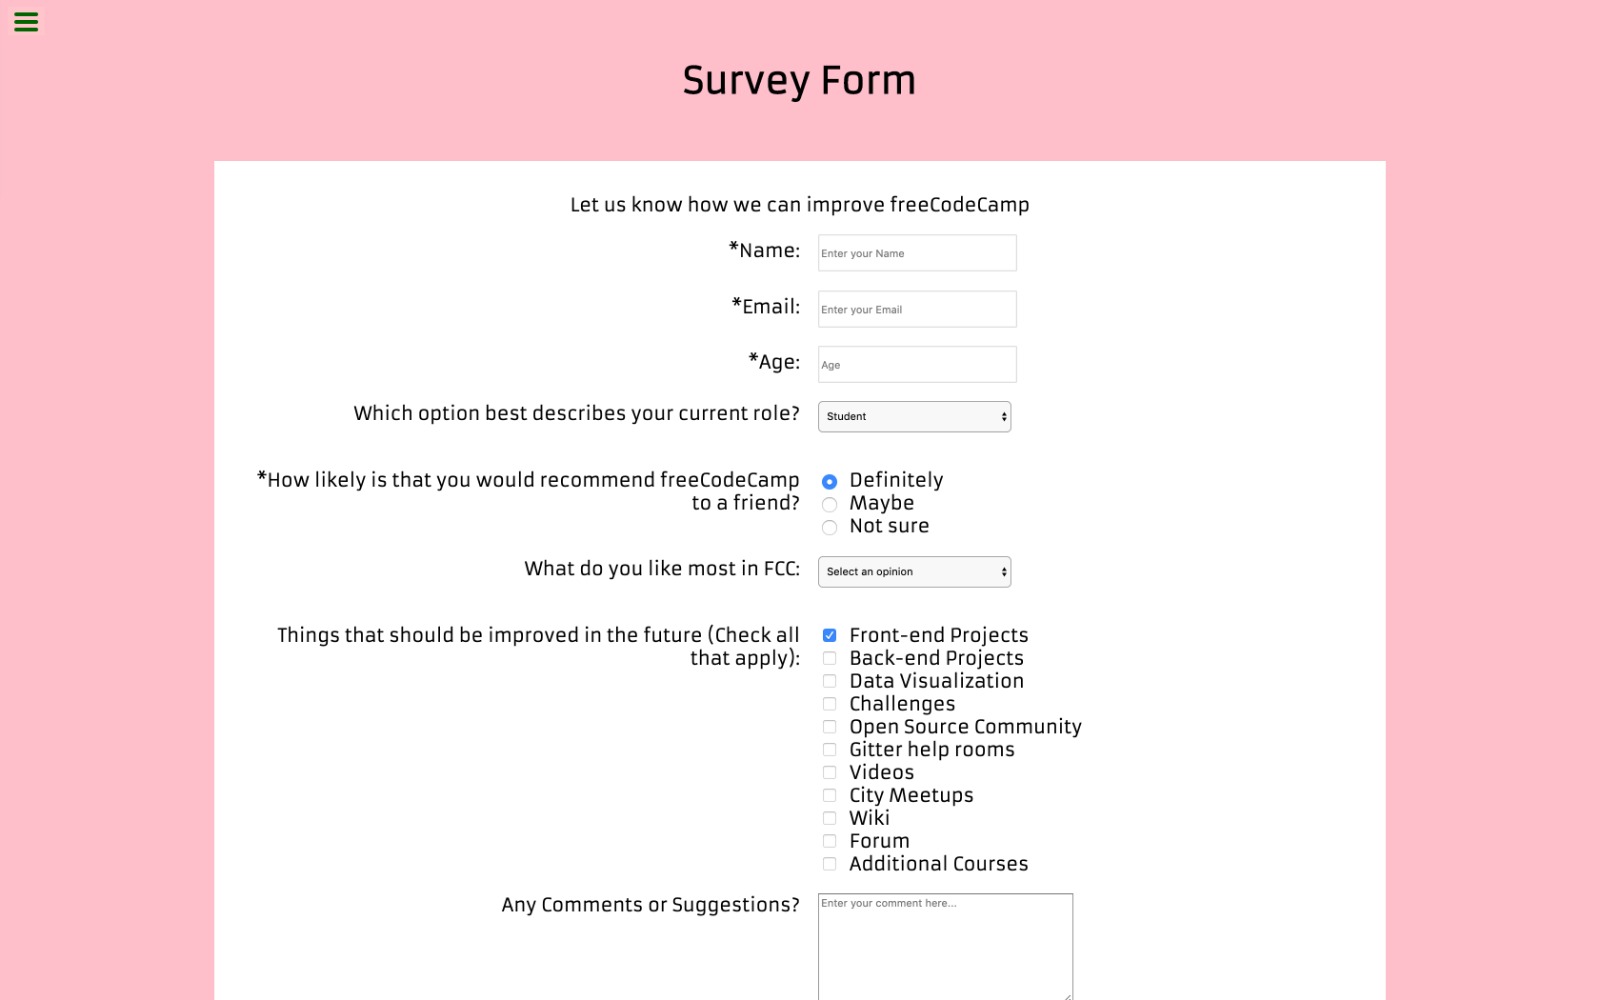 Survey Form
Let us know how we can improve freeCodeCamp
*Name:
Enter your Name
*Email:
Enter your Email
*Age:
Age
Which option best describes your current role?
Student
*How likely is that you would recommend freeCodeCamp
to a friend?
Definitely
Maybe
Not sure
What do you like most in FCC:
Select an opinion
Things that should be improved in the future (Check all
that apply):
Front-end Projects
Back-end Projects
Data Visualization
Challenges
Open Source Community
Gitter help rooms
Videos
City Meetups
Wiki
Forum
Additional Courses
Any Comments or Suggestions?
Enter your comment here...